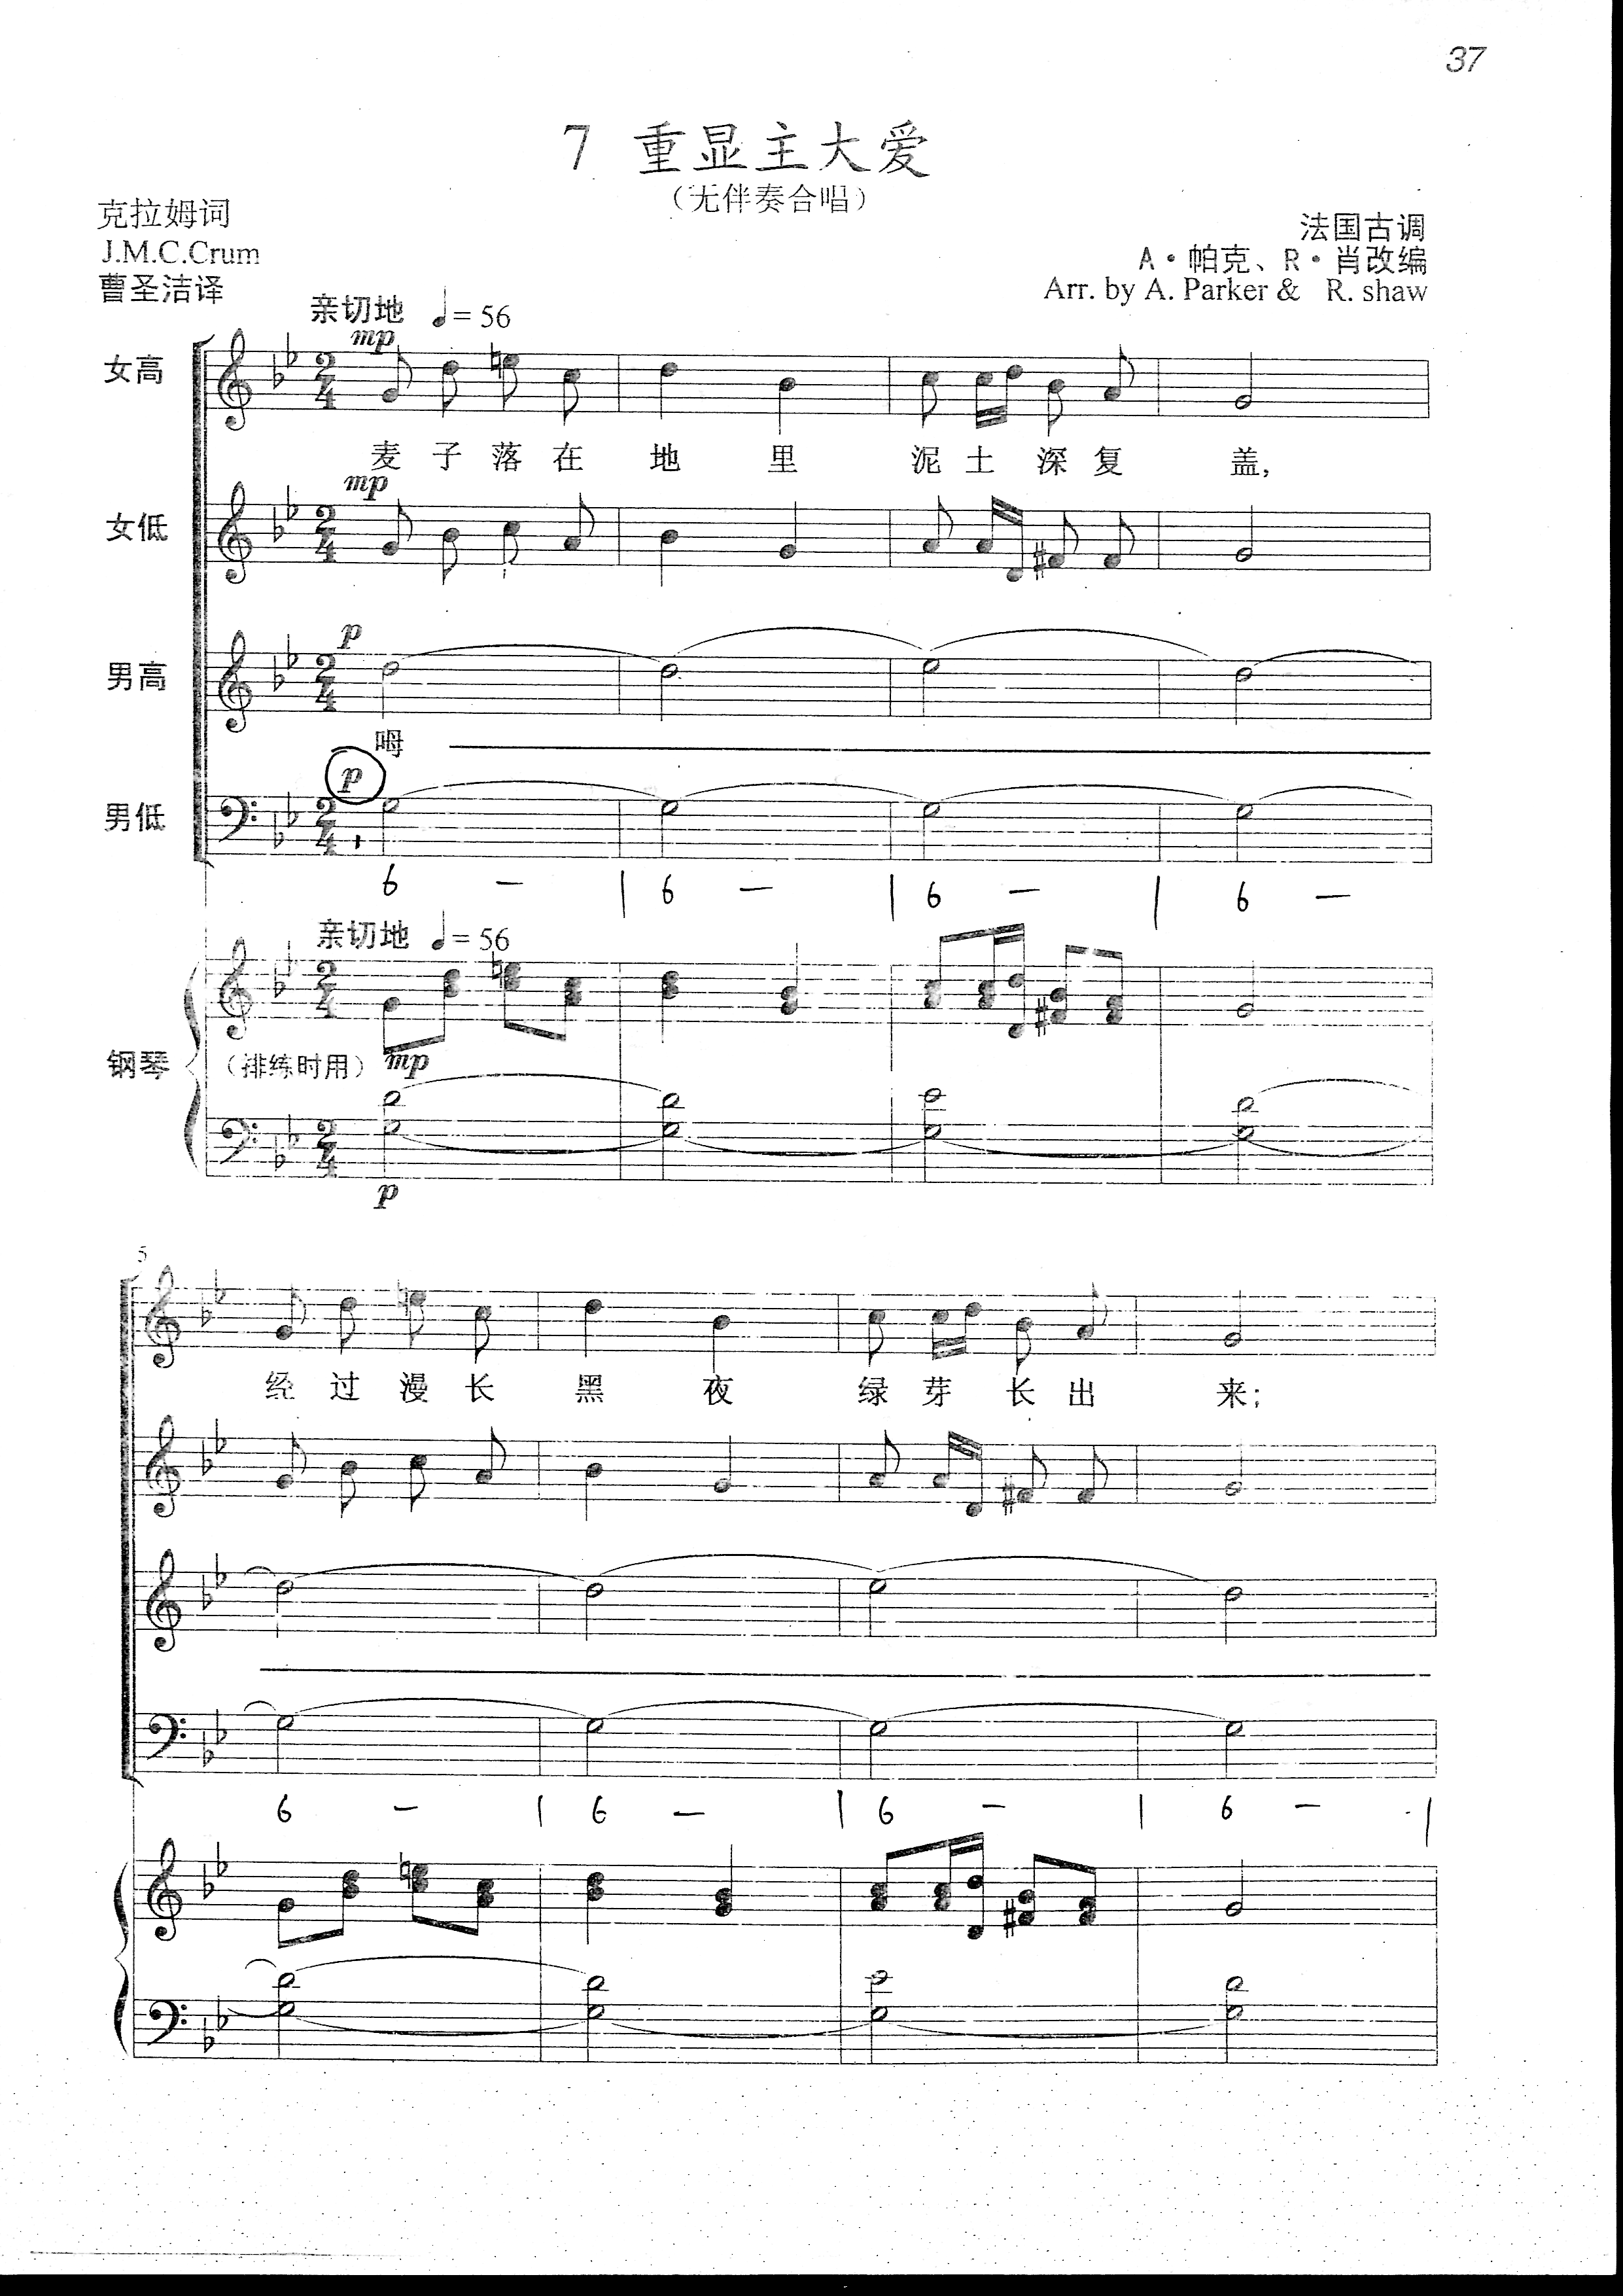 37
7 重显主大爱
（无伴奏合唱）
克拉姆词
J.M.C.Crum
曹圣洁译
法国古调
A·帕克、R·肖改编
Arr. by A. Parker & R. shaw
亲切地 ♩= 56
mp
女高
麦 子 落 在 地 里 泥 土 深 复 盖,
mp
女低
p
男高
呣
p
男低
6 – | 6 – | 6 – | 6 –
亲切地 ♩= 56
钢琴 （排练时用） mp
p
5
经 过 漫 长 黑 夜 绿 芽 长 出 来;
6 – | 6 – | 6 – | 6 – |